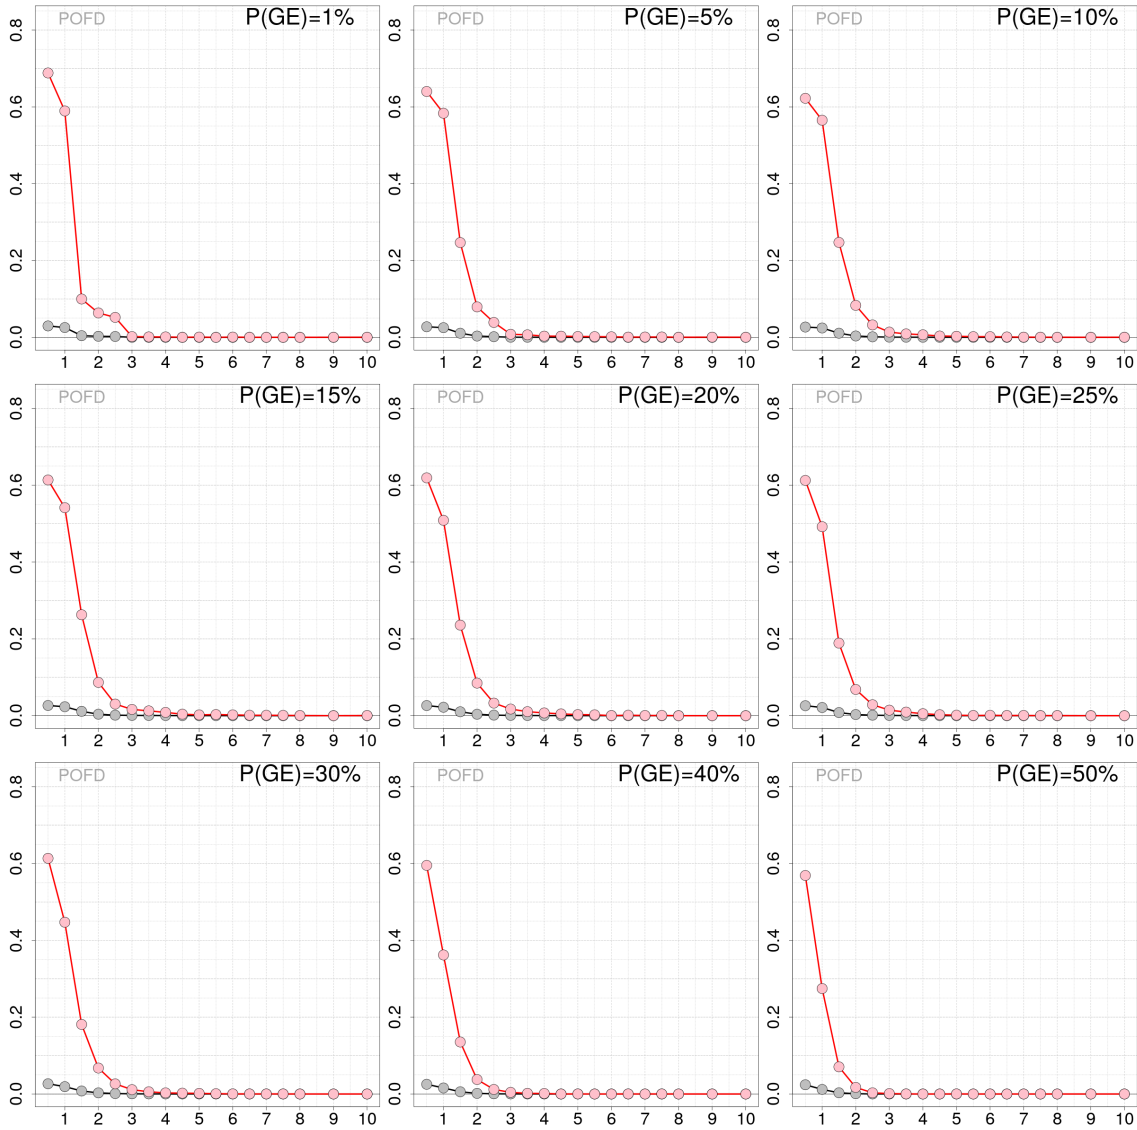 POFD P(GE)=1% POFD P(GE)=5% POFD P(GE)=10%
0.8 0.8 0.8
0.6 0.6 0.6
0.4 0.4 0.4
0.2 0.2 0.2
0.0 0.0 0.0
1 2 3 4 5 6 7 8 9 10 1 2 3 4 5 6 7 8 9 10 1 2 3 4 5 6 7 8 9 10
POFD P(GE)=15% POFD P(GE)=20% POFD P(GE)=25%
0.8 0.8 0.8
0.6 0.6 0.6
0.4 0.4 0.4
0.2 0.2 0.2
0.0 0.0 0.0
1 2 3 4 5 6 7 8 9 10 1 2 3 4 5 6 7 8 9 10 1 2 3 4 5 6 7 8 9 10
POFD P(GE)=30% POFD P(GE)=40% POFD P(GE)=50%
0.8 0.8 0.8
0.6 0.6 0.6
0.4 0.4 0.4
0.2 0.2 0.2
0.0 0.0 0.0
1 2 3 4 5 6 7 8 9 10 1 2 3 4 5 6 7 8 9 10 1 2 3 4 5 6 7 8 9 10